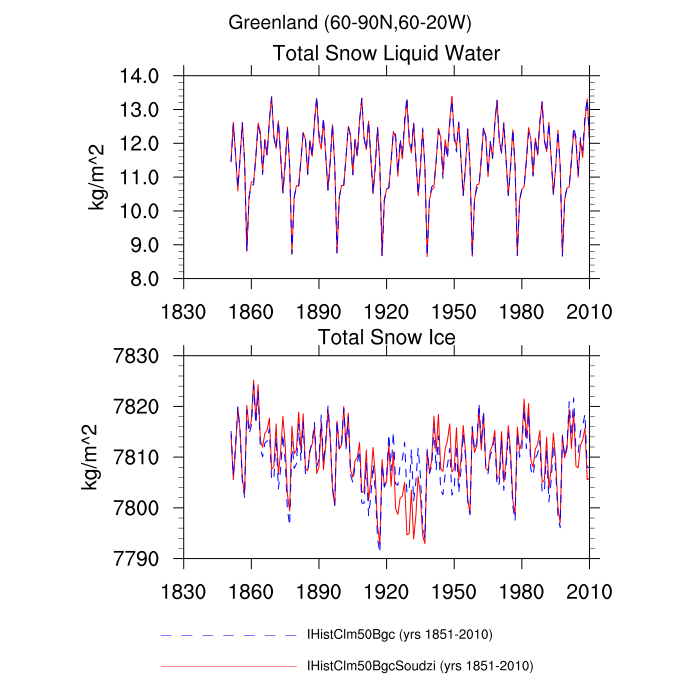 Greenland (60-90N,60-20W)
Total Snow Liquid Water
14.0
13.0
12.0
11.0
10.0
9.0
8.0
kg/m^2
1830 1860 1890 1920 1950 1980 2010
Total Snow Ice
7830
7820
7810
7800
7790
kg/m^2
1830 1860 1890 1920 1950 1980 2010
IHistClm50Bgc (yrs 1851-2010)
IHistClm50BgcSoudzi (yrs 1851-2010)